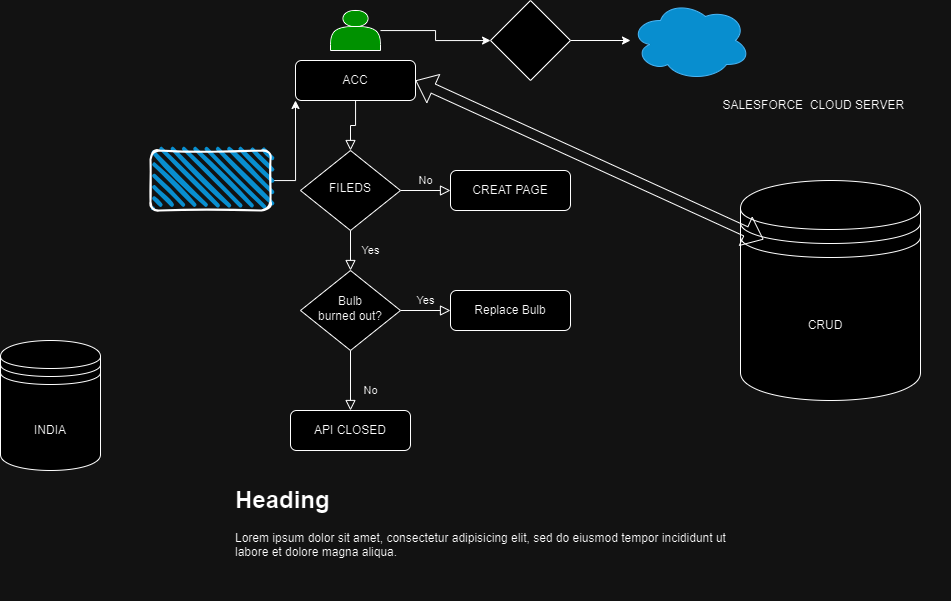 ACC
SALESFORCE  CLOUD SERVER
FILEDS
No
CREAT PAGE
Yes
Bulb
burned out?
Yes
Replace Bulb
CRUD
No
INDIA
API CLOSED
Heading
Lorem ipsum dolor sit amet, consectetur adipisicing elit, sed do eiusmod tempor incididunt ut
labore et dolore magna aliqua.